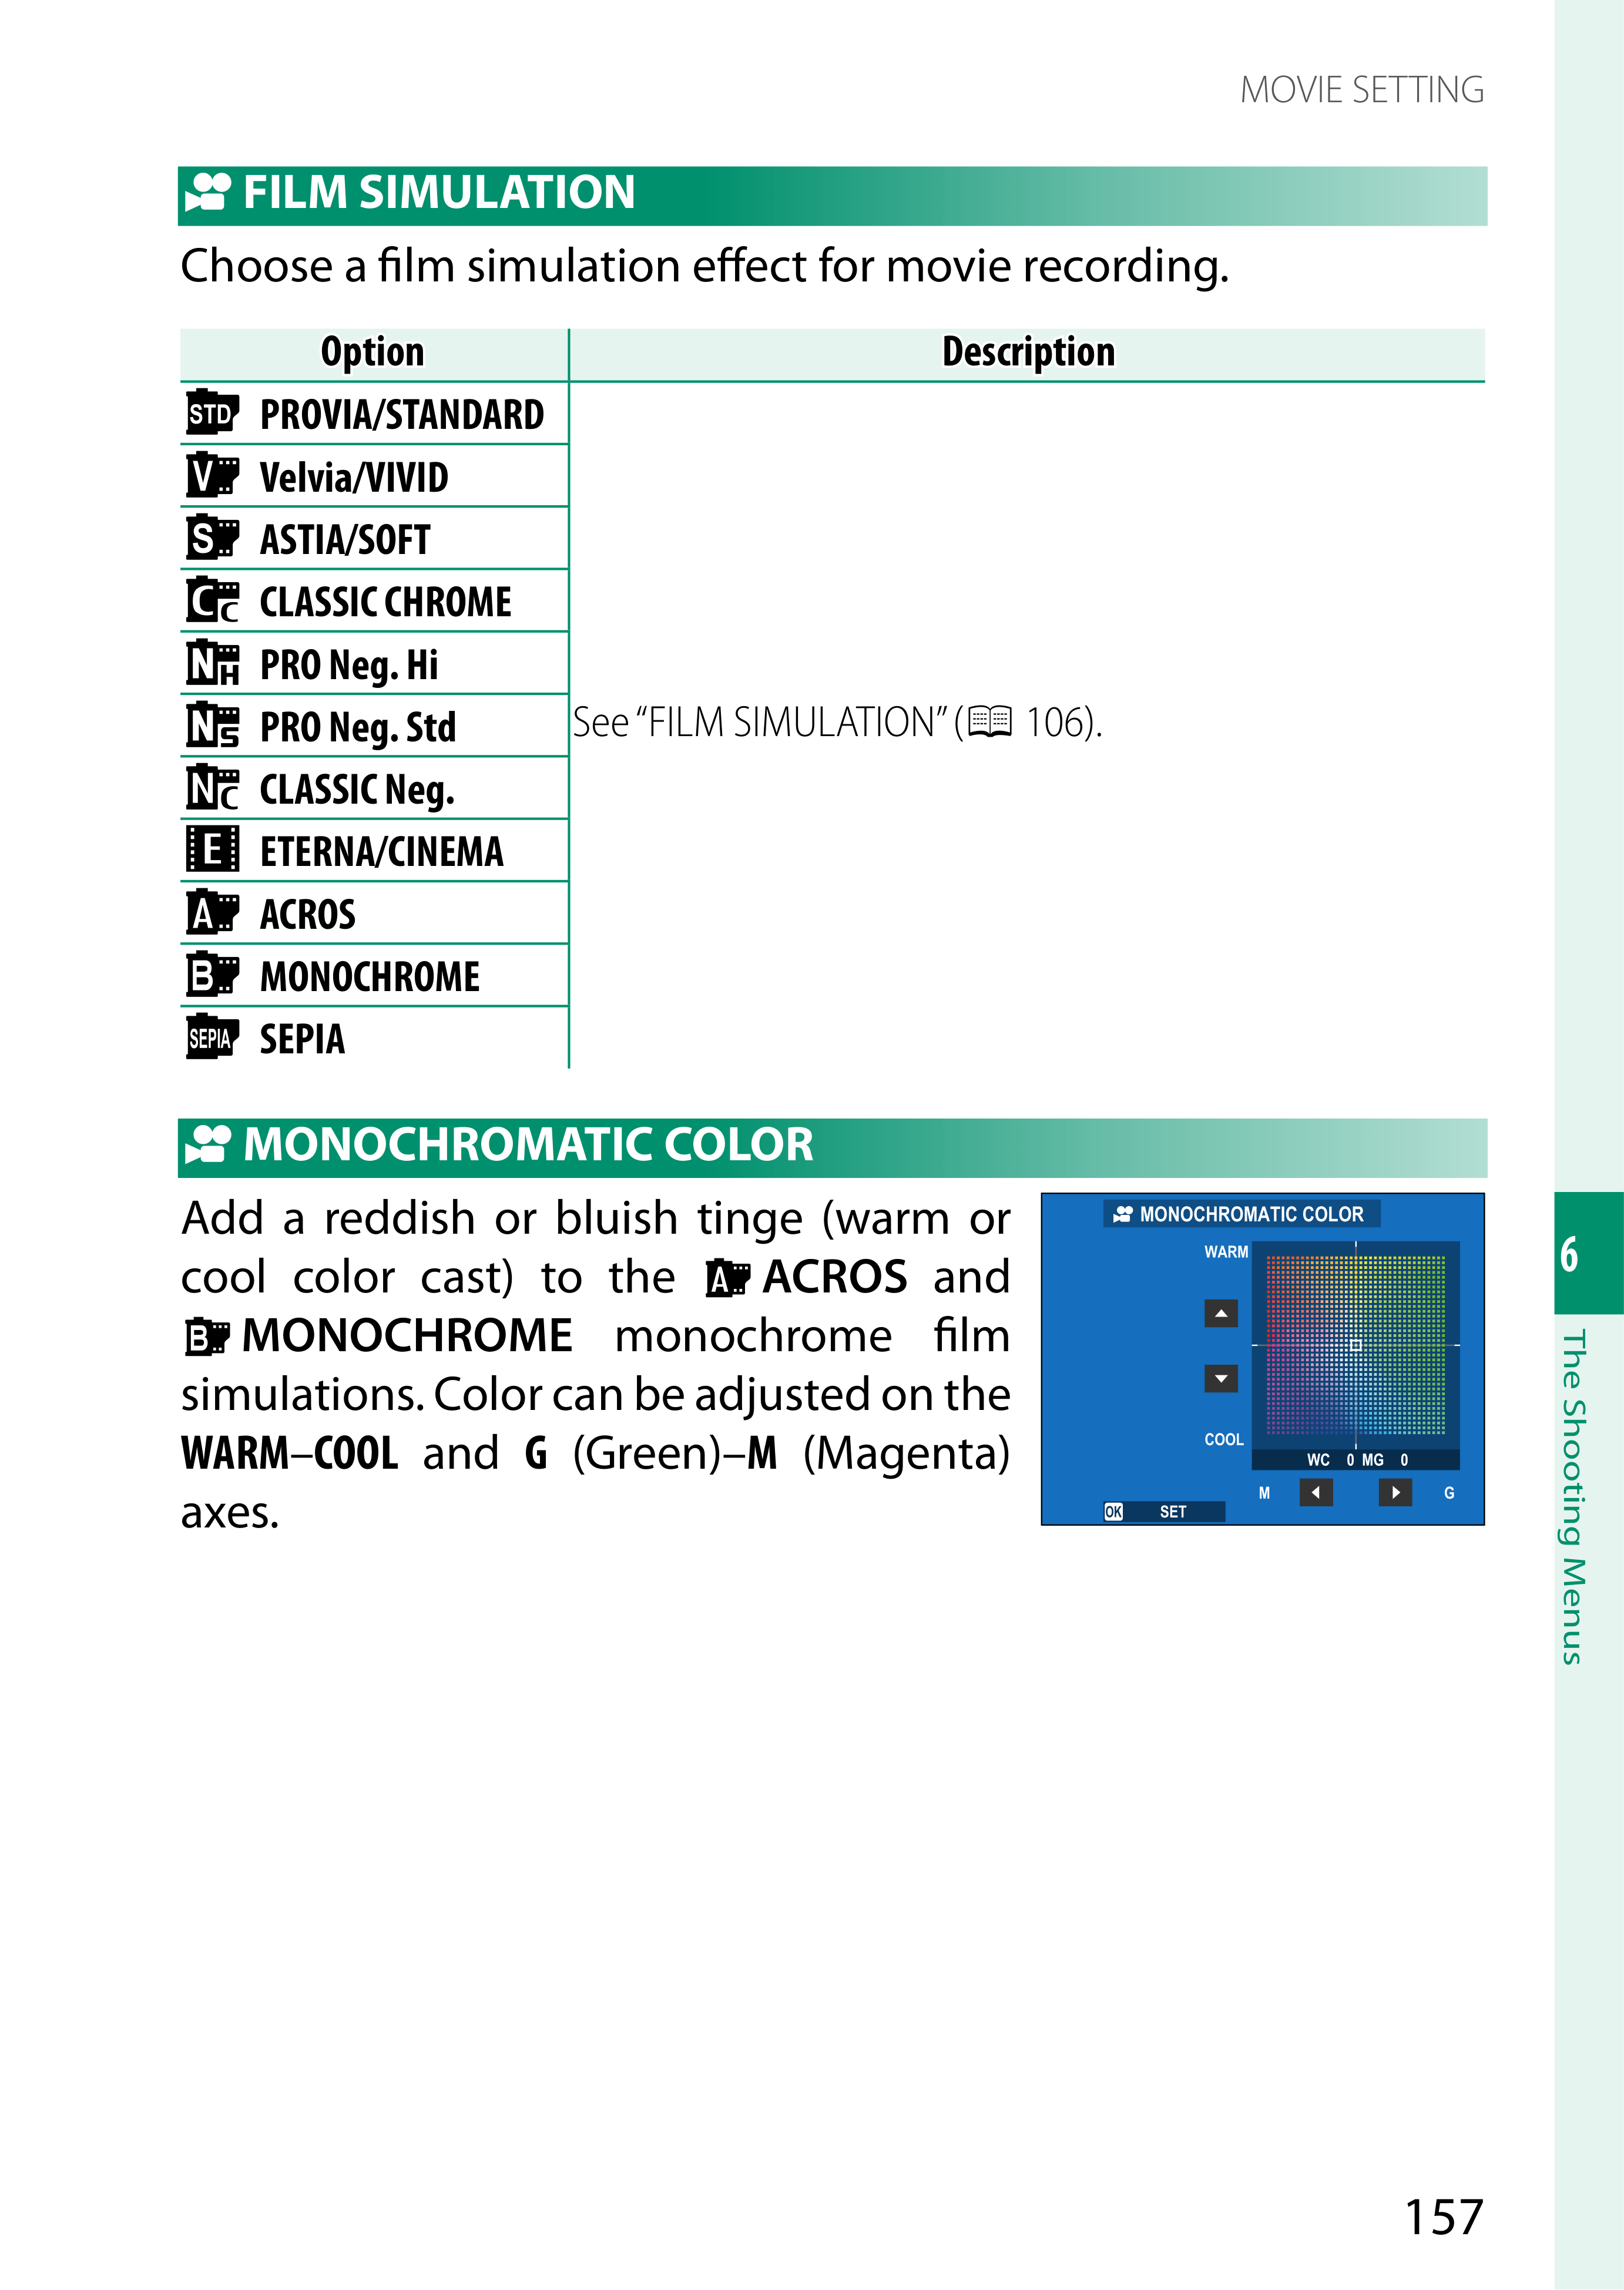 MOVIE SETTING
FILM SIMULATION
Choose a film simulation effect for movie recording.
Option Description
STD PROVIA/STANDARD
V Velvia/VIVID
S ASTIA/SOFT
Cc CLASSIC CHROME
NH PRO Neg. Hi
NS PRO Neg. Std
See “FILM SIMULATION” ( 106).
NC CLASSIC Neg.
E ETERNA/CINEMA
A ACROS
B MONOCHROME
SEPIA SEPIA
MONOCHROMATIC COLOR
Add a reddish or bluish tinge (warm or
cool color cast) to the A ACROS and
B MONOCHROME monochrome film
simulations. Color can be adjusted on the
WARM–COOL and G (Green)–M (Magenta)
axes.
MONOCHROMATIC COLOR
WARM
COOL
WC 0 MG 0
M G
OK SET
6
The Shooting Menus
157